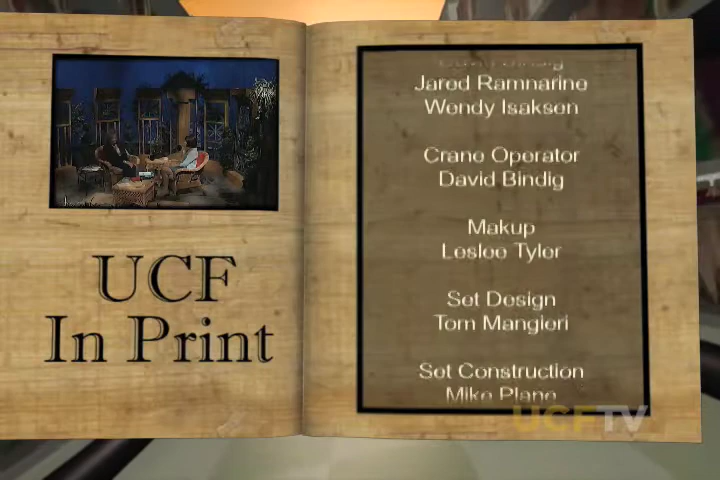 UCF
In Print
Jared Ramnarine
Wendy Isaksen
Crane Operator
David Bindig
Makup
Leslee Tyler
Set Design
Tom Mangieri
Set Construction
Mike Plane
UCFTV